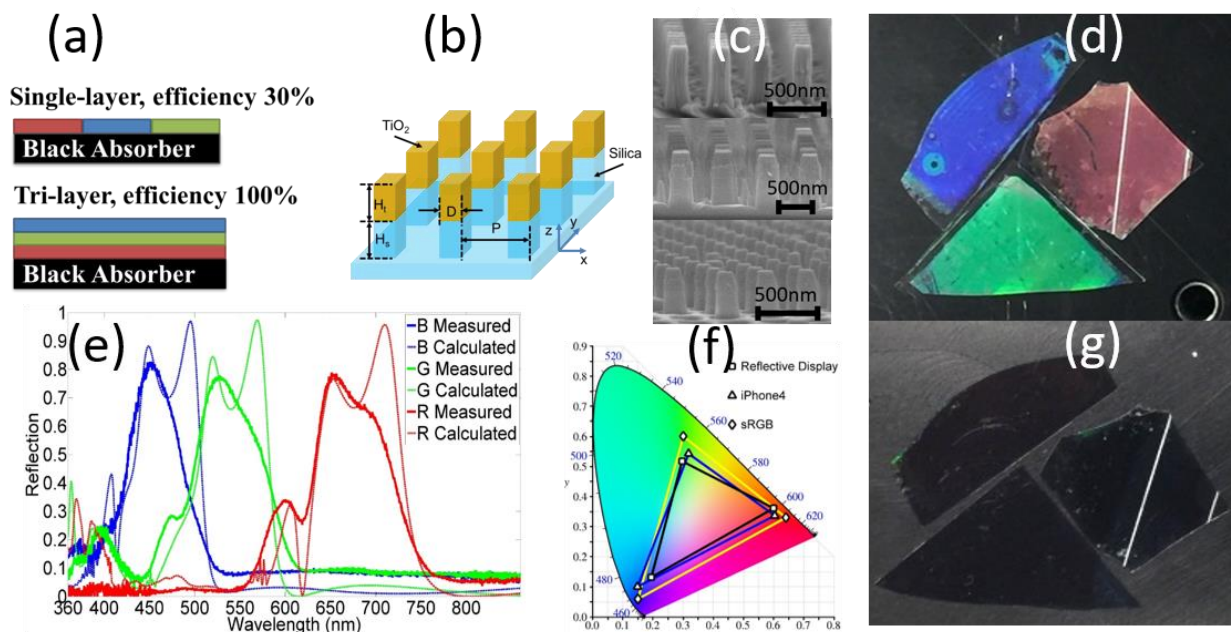 (a)
Single-layer, efficiency 30%
Black Absorber
Tri-layer, efficiency 100%
Black Absorber
(b)
TiO2
Silica
Ht
D
P
Hs
z
y
x
(c)
500nm
500nm
500nm
(d)
(e)
1
0.9
0.8
0.7
0.6
0.5
0.4
0.3
0.2
0.1
0
Reflection
B Measured
B Calculated
G Measured
G Calculated
R Measured
R Calculated
360 400 450 500 550 600 650 700 750 800
Wavelength (nm)
(f)
Reflective Display
iPhone4
sRGB
0.9
0.8
0.7
0.6
0.5
0.4
0.3
0.2
0.1
0.0
y
520
540
560
500
580
600
620
480
460
0.0 0.1 0.2 0.3 0.4 0.5 0.6 0.7 0.8
(g)